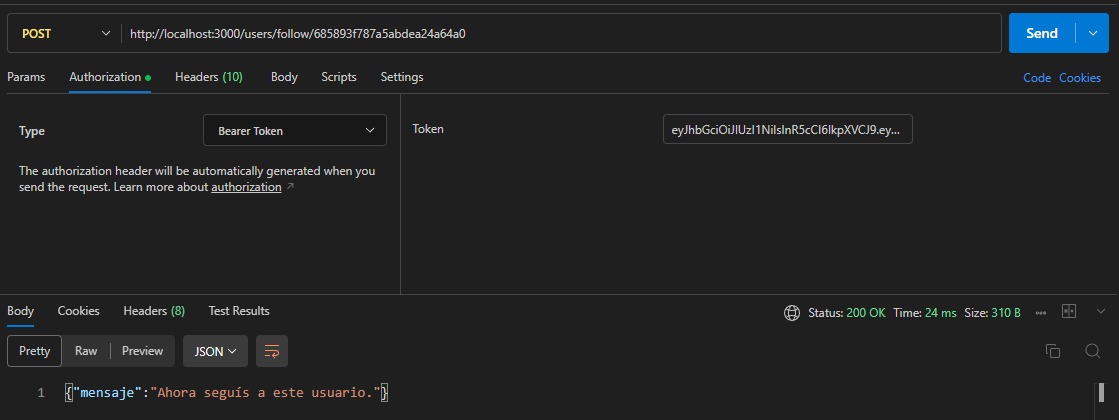 POST http://localhost:3000/users/follow/685893f787a5abdea24a64a0 Send
Params Authorization Headers (10) Body Scripts Settings Code Cookies
Type Bearer Token
Token eyJhbGciOiJIUzI1NiIsInR5cCI6IkpXVCJ9.ey...
The authorization header will be automatically generated when you
send the request. Learn more about authorization
Body Cookies Headers (8) Test Results Status: 200 OK Time: 24 ms Size: 310 B
Pretty Raw Preview JSON
1 {"mensaje":"Ahora seguís a este usuario."}